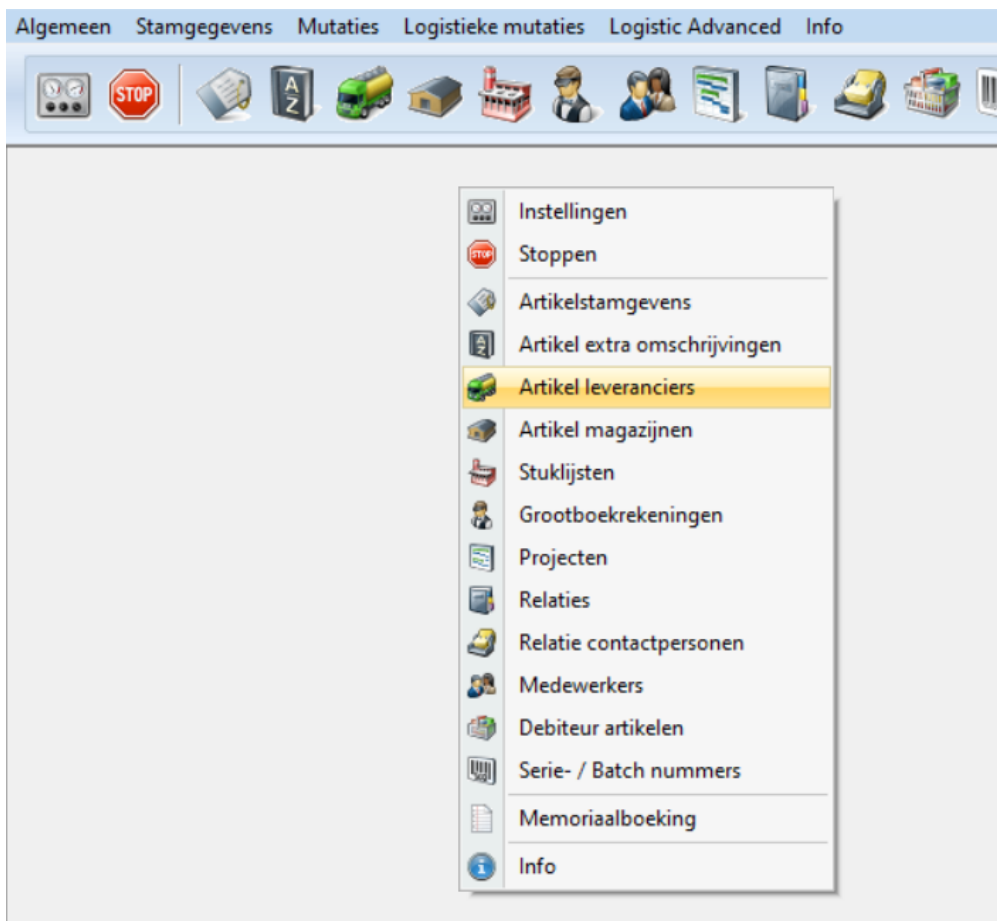 Algemeen Stamgegevens Mutaties Logistieke mutaties Logistic Advanced Info
STOP
A
Z
Instellingen
Stoppen
Artikelstamgevens
Artikel extra omschrijvingen
Artikel leveranciers
Artikel magazijnen
Stuklijsten
Grootboekrekeningen
Projecten
Relaties
Relatie contactpersonen
Medewerkers
Debiteur artikelen
Serie- / Batch nummers
Memoriaalboeking
Info